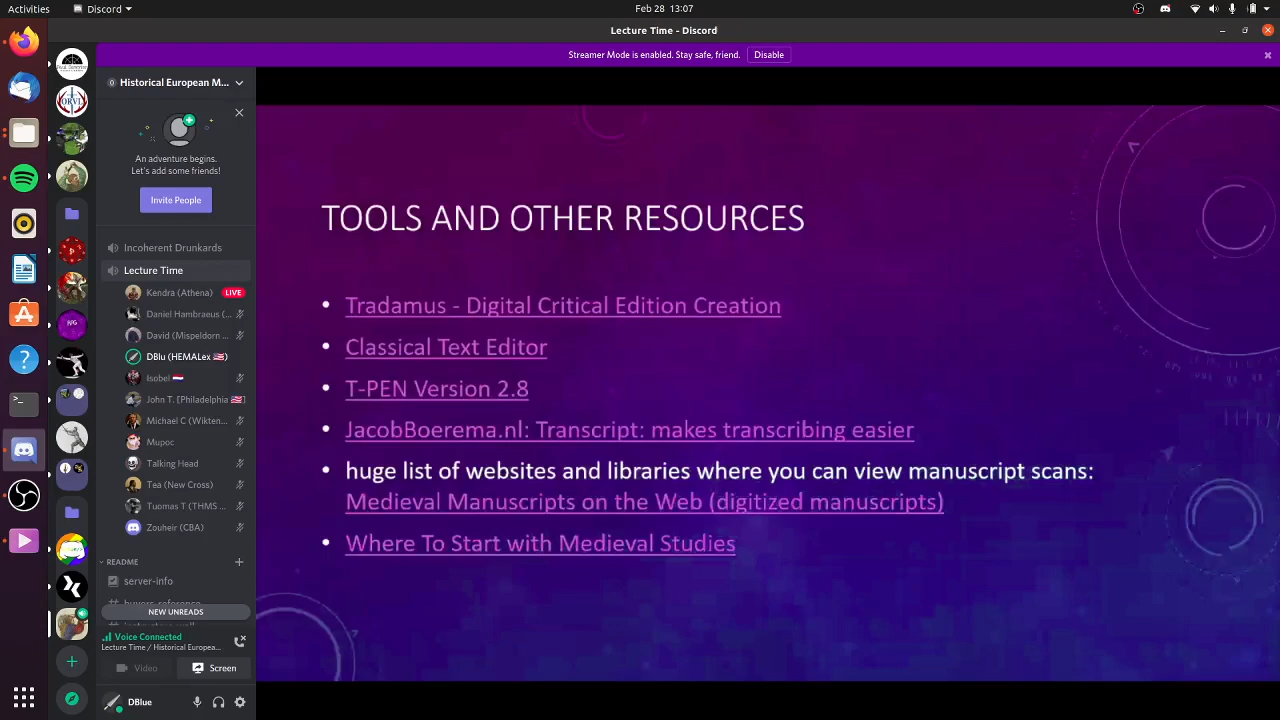 Activities
Discord
Feb 28 13:07
Lecture Time - Discord
Streamer Mode is enabled. Stay safe, friend.
Disable
Historical European M...
An adventure begins.
Let's add some friends!
Invite People
Incoherent Drunkards
Lecture Time
Kendra (Athena)
LIVE
Daniel Hambraeus (...
David (Mispeldorn ...
DBlu (HEMALex 🇺🇸)
Isobel 🇳🇱
John T. [Philadelphia 🇺🇸]
Michael C (Wikten...
Mupoc
Talking Head
Tea (New Cross)
Tuomas T (THMS ...
Zouheir (CBA)
README
server-info
NEW UNREADS
Voice Connected
Lecture Time / Historical Europea...
Video
Screen
DBlue
TOOLS AND OTHER RESOURCES
• Tradamus - Digital Critical Edition Creation
• Classical Text Editor
• T-PEN Version 2.8
• JacobBoerema.nl: Transcript: makes transcribing easier
• huge list of websites and libraries where you can view manuscript scans:
Medieval Manuscripts on the Web (digitized manuscripts)
• Where To Start with Medieval Studies